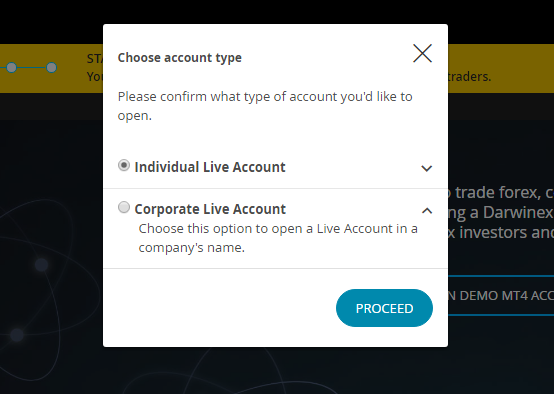 STA
Choose account type
You
traders.
Please confirm what type of account you'd like to
open.
Individual Live Account
Corporate Live Account
Choose this option to open a Live Account in a
company's name.
trade forex, c
ng a Darwinex
x investors and
N DEMO MT4 ACC
PROCEED